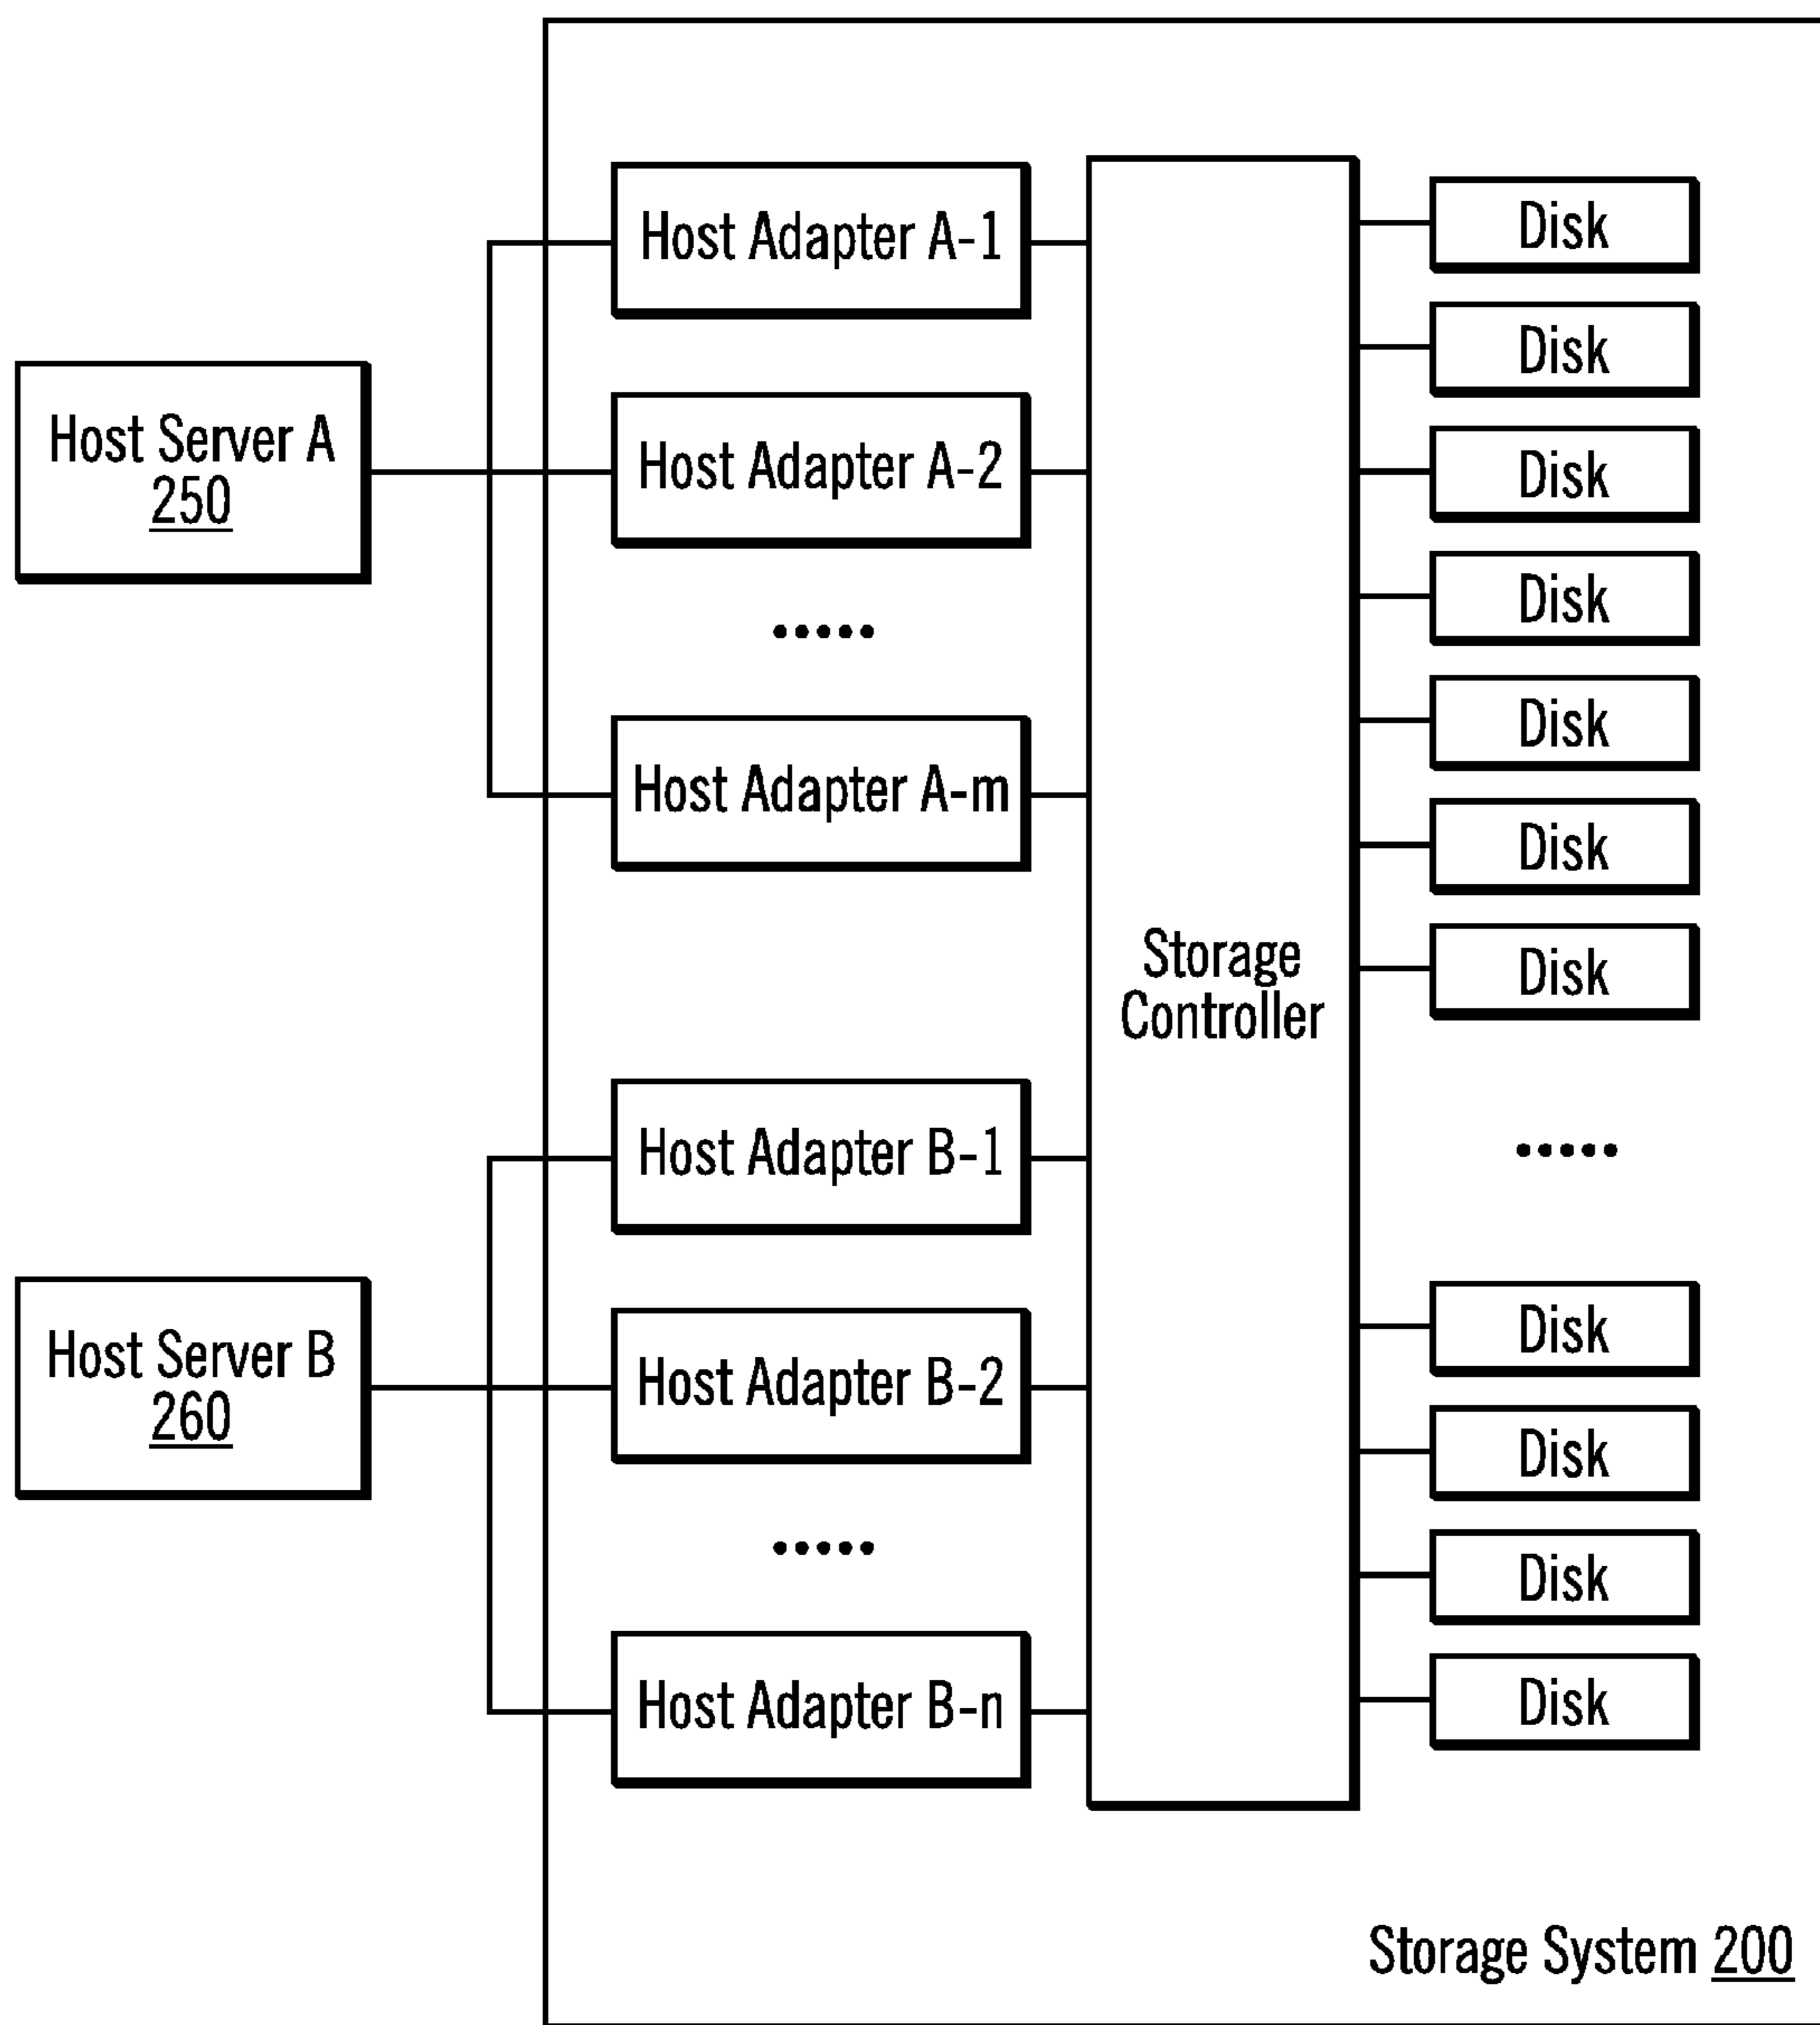 Host Server A
250
Host Adapter A-1
Host Adapter A-2
.....
Host Adapter A-m
Host Server B
260
Host Adapter B-1
Host Adapter B-2
.....
Host Adapter B-n
Storage
Controller
Disk
Disk
Disk
Disk
Disk
Disk
Disk
.....
Disk
Disk
Disk
Disk
Storage System 200